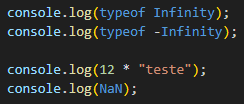 console.log(typeof Infinity);
console.log(typeof -Infinity);
console.log(12 * "teste");
console.log(NaN);